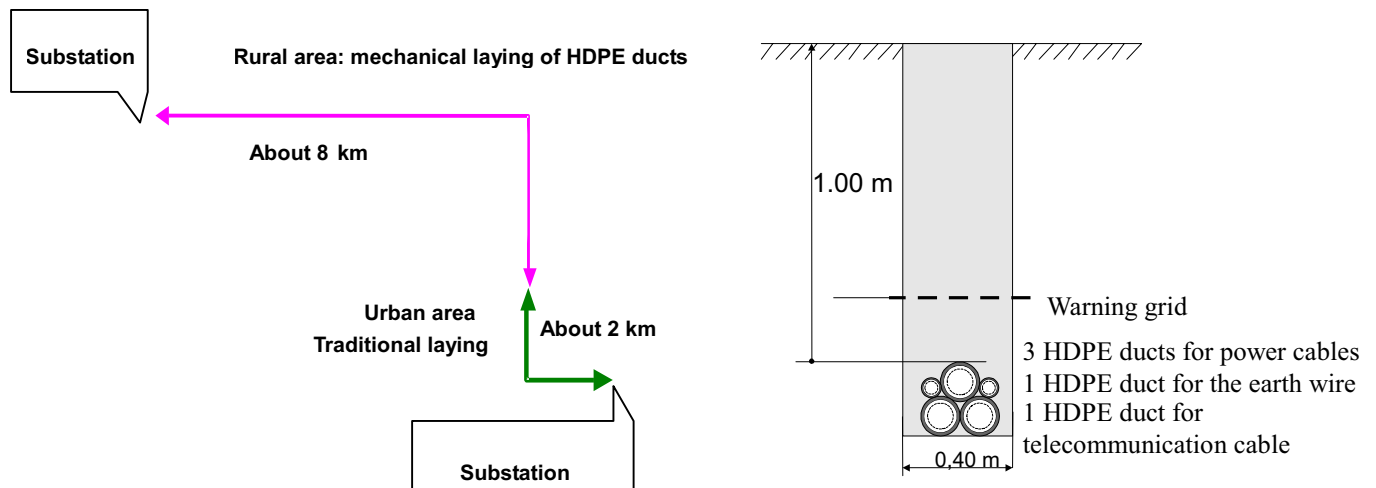 Substation
Rural area: mechanical laying of HDPE ducts
About 8 km
Urban area
Traditional laying
About 2 km
Substation
1.00 m
Warning grid
3 HDPE ducts for power cables
1 HDPE duct for the earth wire
1 HDPE duct for
telecommunication cable
0,40 m